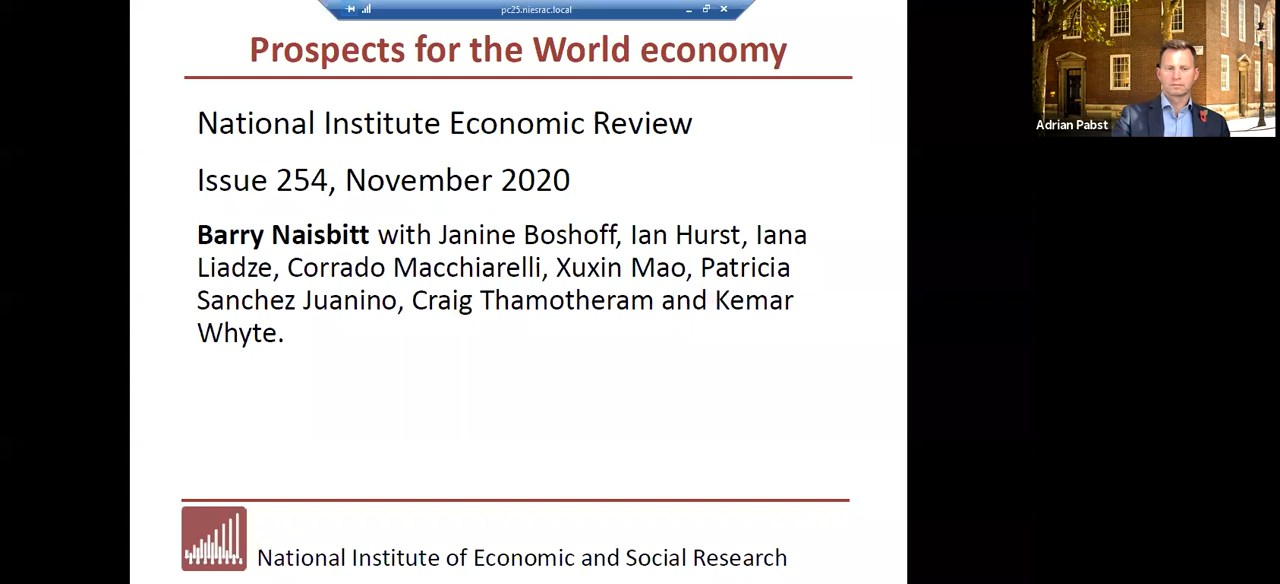 pc25.niesrac.local
Prospects for the World economy
National Institute Economic Review
Issue 254, November 2020
Barry Naisbitt with Janine Boshoff, Ian Hurst, Iana
Liadze, Corrado Macchiarelli, Xuxin Mao, Patricia
Sanchez Juanino, Craig Thamotheram and Kemar
Whyte.
National Institute of Economic and Social Research
Adrian Pabst